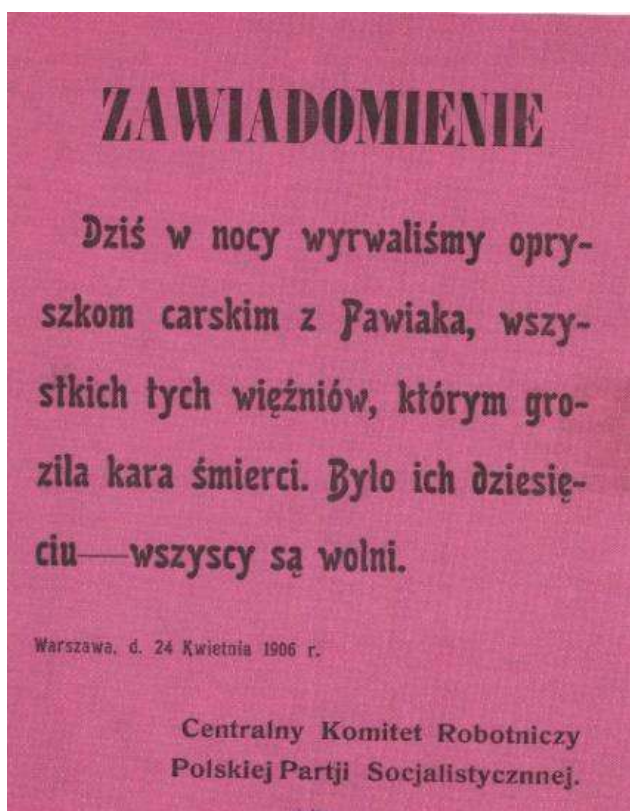 ZAWIADOMIENIE
Dziś w nocy wyrwaliśmy opry-
szkom carskim z Pawiaka, wszy-
stkich tych więźniów, którym gro-
zila kara śmierci. Bylo ich dziesię-
ciu—wszyscy są wolni.
Warszawa, d. 24 Kwietnia 1906 r.
Centralny Komitet Robotniczy
Polskiej Partji Socjalistycznnej.